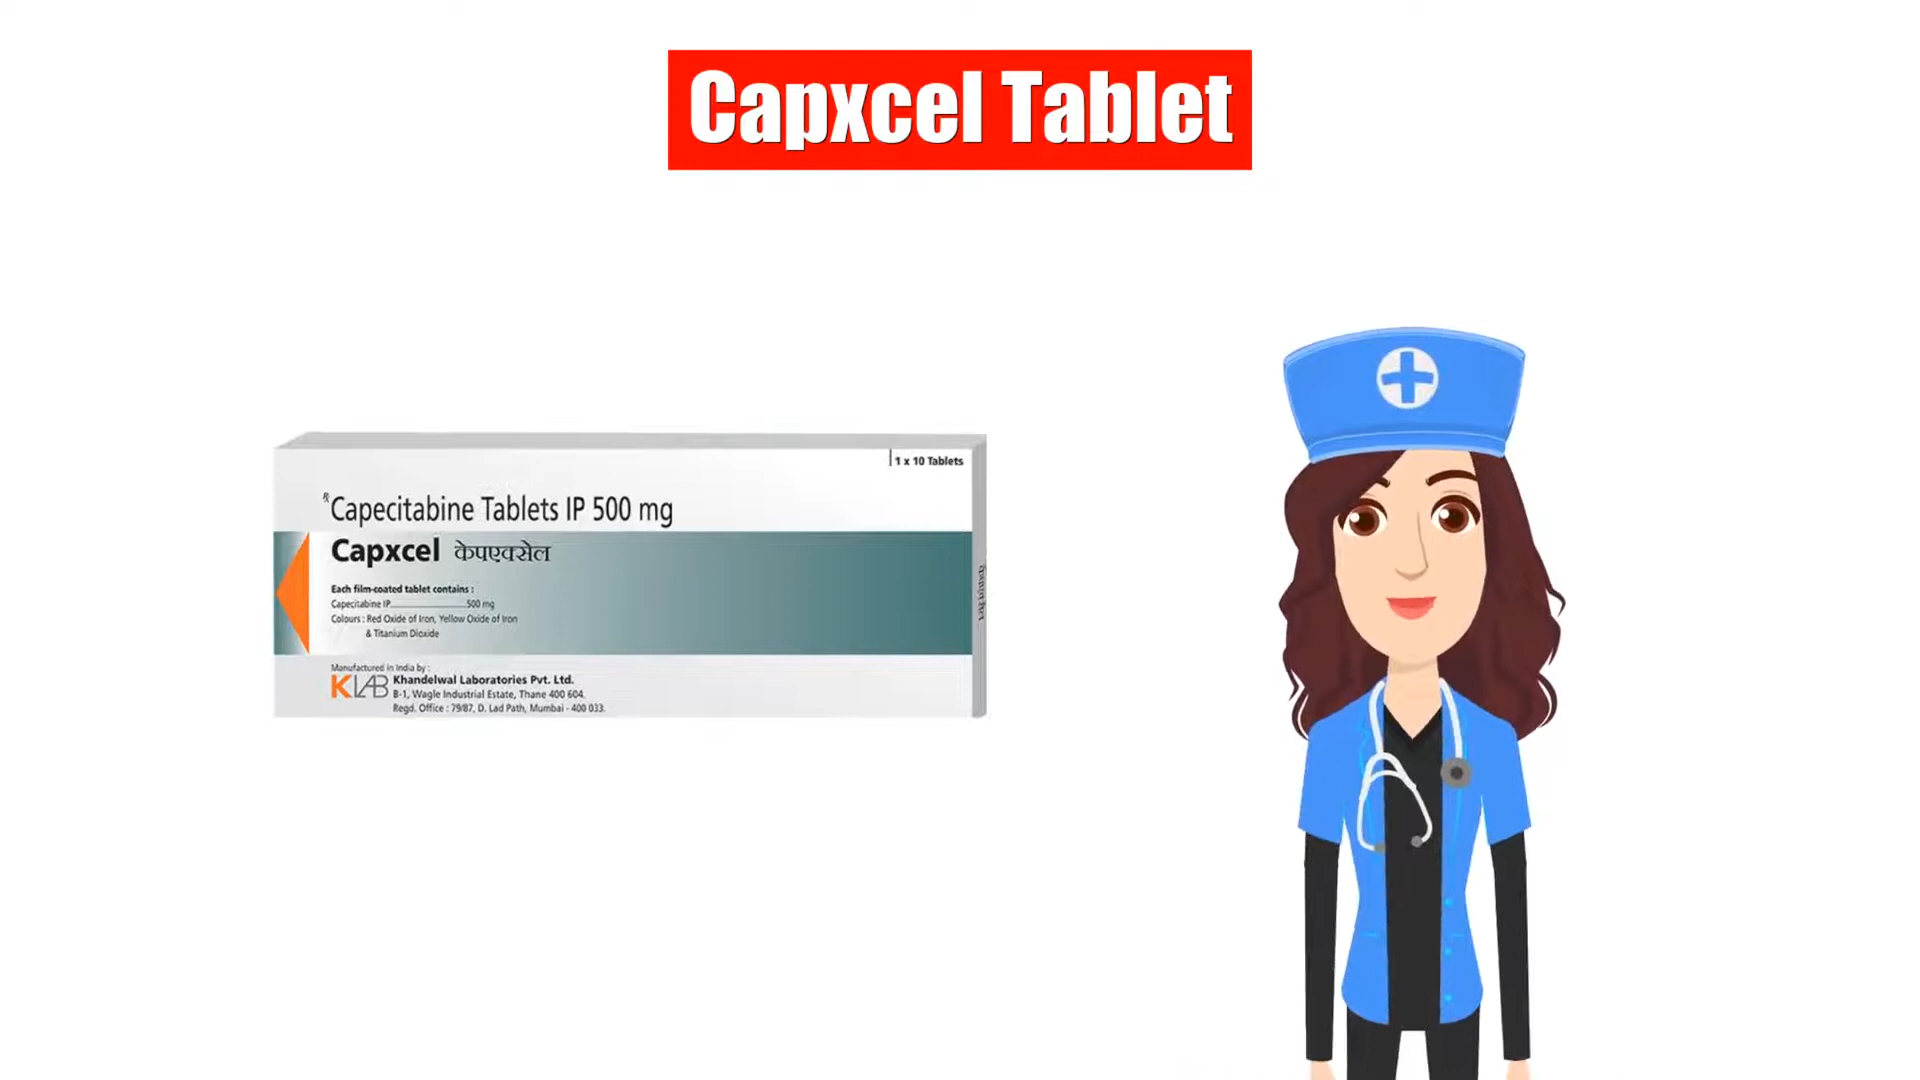 Capxcel Tablet
1 x 10 Tablets
Rx Capecitabine Tablets IP 500 mg
Capxcel केपएक्सेल
Each film-coated tablet contains :
Capecitabine IP 500 mg
Colours : Red Oxide of Iron, Yellow Oxide of Iron
& Titanium Dioxide
केपएक्सेल
Manufactured in India by :
KLAB Khandelwal Laboratories Pvt. Ltd.
B-1, Wagle Industrial Estate, Thane 400 604.
Regd. Office : 79/87, D. Lad Path, Mumbai - 400 033.